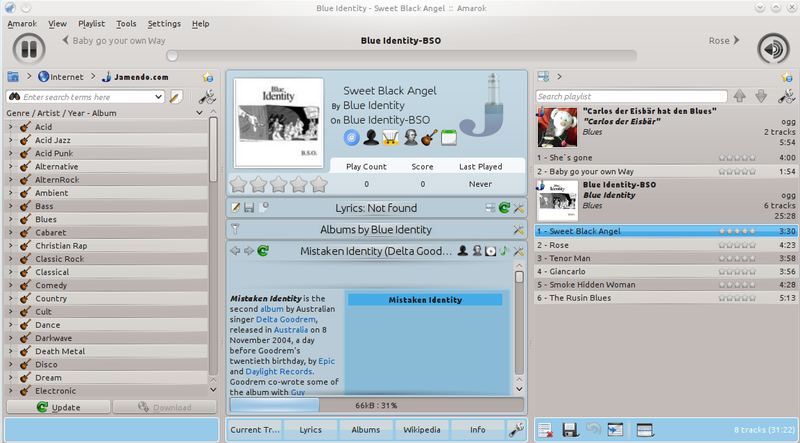 Blue Identity - Sweet Black Angel :: Amarok
Amarok View Playlist Tools Settings Help
Baby go your own Way
Blue Identity-BSO
Rose
Internet
Jamendo.com
Enter search terms here
Genre / Artist / Year - Album
Acid
Acid Jazz
Acid Punk
Alternative
AlternRock
Ambient
Bass
Blues
Cabaret
Christian Rap
Classic Rock
Classical
Comedy
Country
Cult
Dance
Darkwave
Death Metal
Disco
Dream
Electronic
Update
Download
Blue
Identity
B.S.O.
Sweet Black Angel
By Blue Identity
On Blue Identity-BSO
Play Count Score Last Played
0 0 Never
Lyrics: Not found
Albums by Blue Identity
Mistaken Identity (Delta Good...
Mistaken Identity is the
second album by Australian
singer Delta Goodrem,
released in Australia on 8
November 2004, a day
before Goodrem's
twentieth birthday, by Epic
and Daylight Records.
Goodrem co-wrote some of
the album with Guy
Mistaken Identity
66kB : 31%
Current Tr...
Lyrics
Albums
Wikipedia
Info
Search playlist
"Carlos der Eisbär hat den Blues"
"Carlos der Eisbär"
Blues
ogg
2 tracks
5:54
1 - She`s gone 4:00
2 - Baby go your own Way 1:54
Blue Identity-BSO
Blue Identity
Blues
ogg
6 tracks
25:28
1 - Sweet Black Angel 3:30
2 - Rose 4:23
3 - Tenor Man 3:58
4 - Giancarlo 3:56
5 - Smoke Hidden Woman 4:28
6 - The Rusin Blues 5:13
8 tracks (31:22)